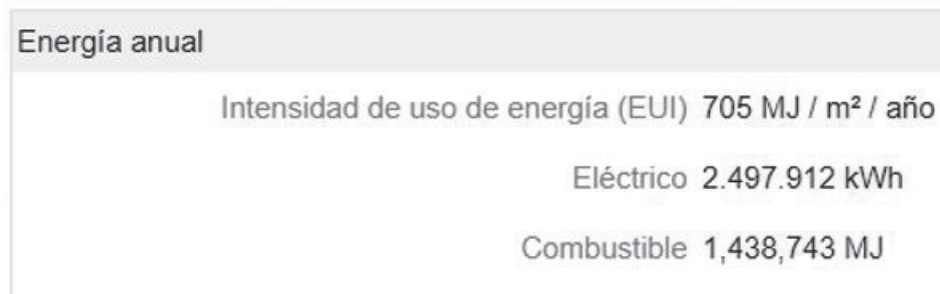 Energía anual
Intensidad de uso de energía (EUI) 705 MJ / m² / año
Eléctrico 2.497.912 kWh
Combustible 1,438,743 MJ